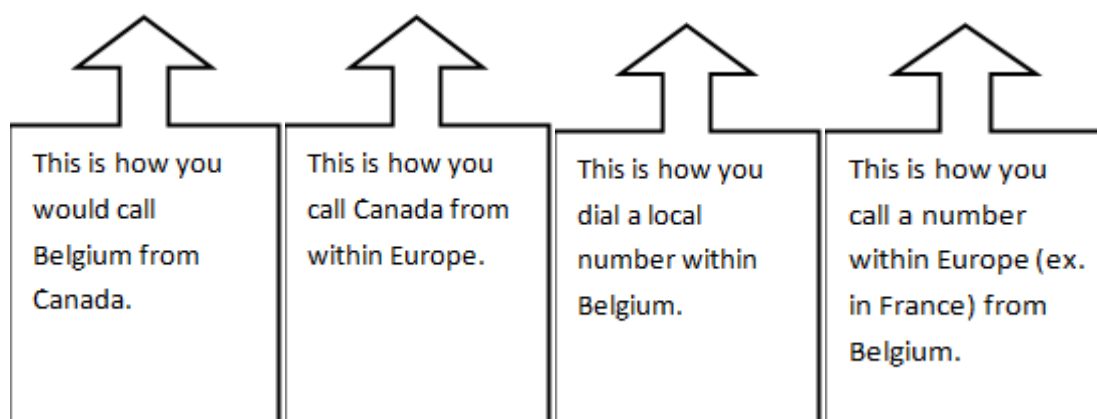 This is how you
would call
Belgium from
Canada.
This is how you
call Canada from
within Europe.
This is how you
dial a local
number within
Belgium.
This is how you
call a number
within Europe (ex.
in France) from
Belgium.